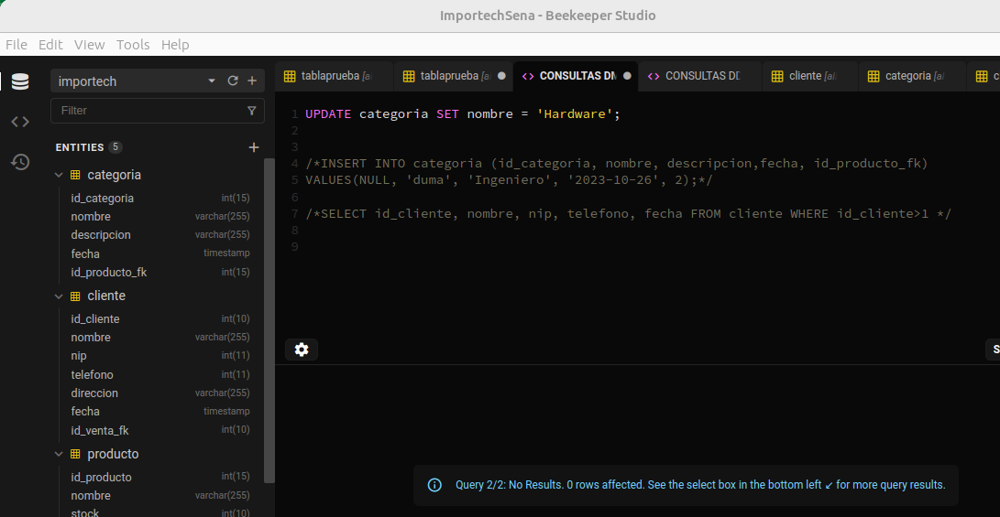 ImportechSena - Beekeeper Studio
File Edit View Tools Help
importech
tablaprueba [a
tablaprueba [a
CONSULTAS DM
CONSULTAS DD
cliente [all
categoria [al
c
Filter
ENTITIES 5
categoria
id_categoria int(15)
nombre varchar(255)
descripcion varchar(255)
fecha timestamp
id_producto_fk int(15)
cliente
id_cliente int(10)
nombre varchar(255)
nip int(11)
telefono int(11)
direccion varchar(255)
fecha timestamp
id_venta_fk int(10)
producto
id_producto int(15)
nombre varchar(255)
stock int(10)
1 UPDATE categoria SET nombre = 'Hardware';
2
3
4 /*INSERT INTO categoria (id_categoria, nombre, descripcion,fecha, id_producto_fk)
5 VALUES(NULL, 'duma', 'Ingeniero', '2023-10-26', 2);*/
6
7 /*SELECT id_cliente, nombre, nip, telefono, fecha FROM cliente WHERE id_cliente>1 */
8
9
S
Query 2/2: No Results. 0 rows affected. See the select box in the bottom left ↙ for more query results.